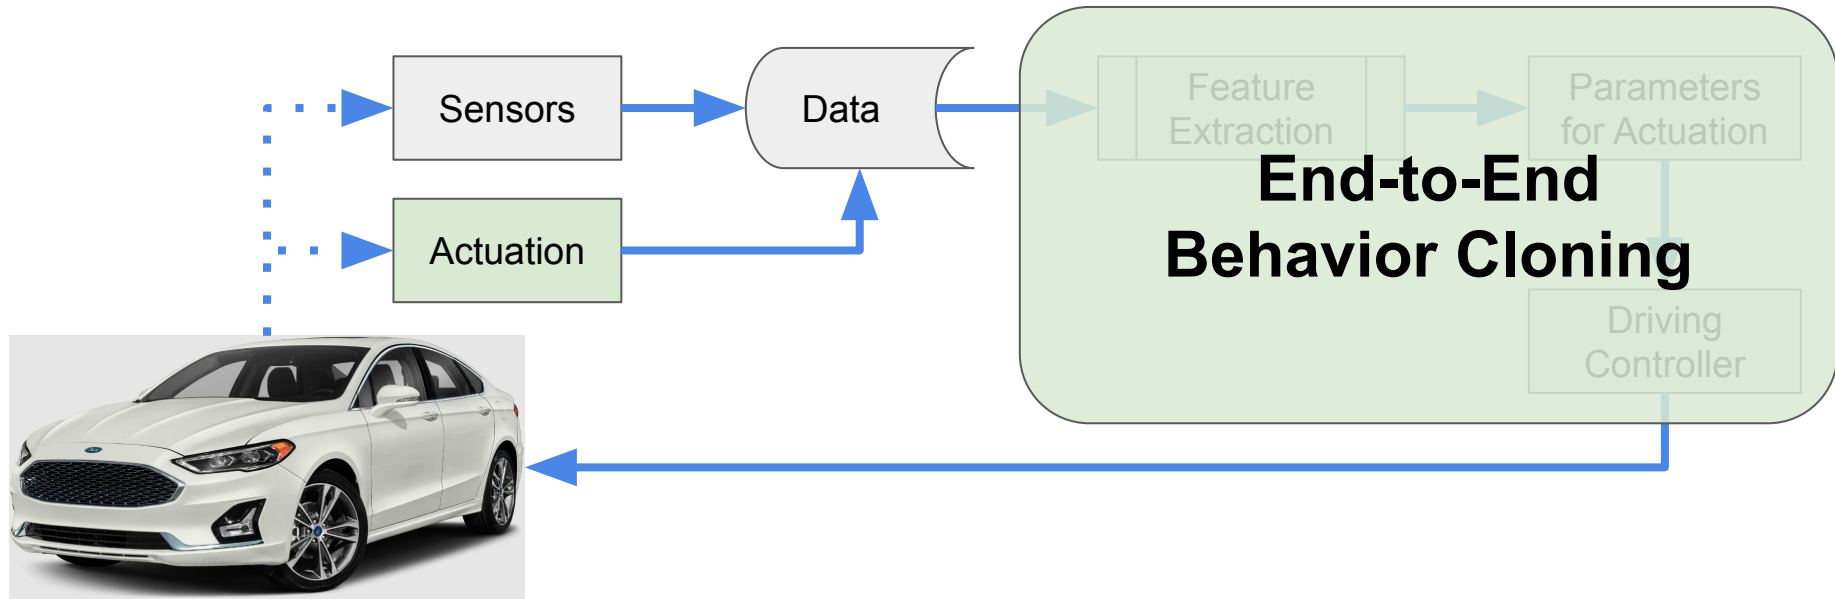 Sensors
Data
Actuation
Feature
Extraction
Parameters
for Actuation
End-to-End
Behavior Cloning
Driving
Controller